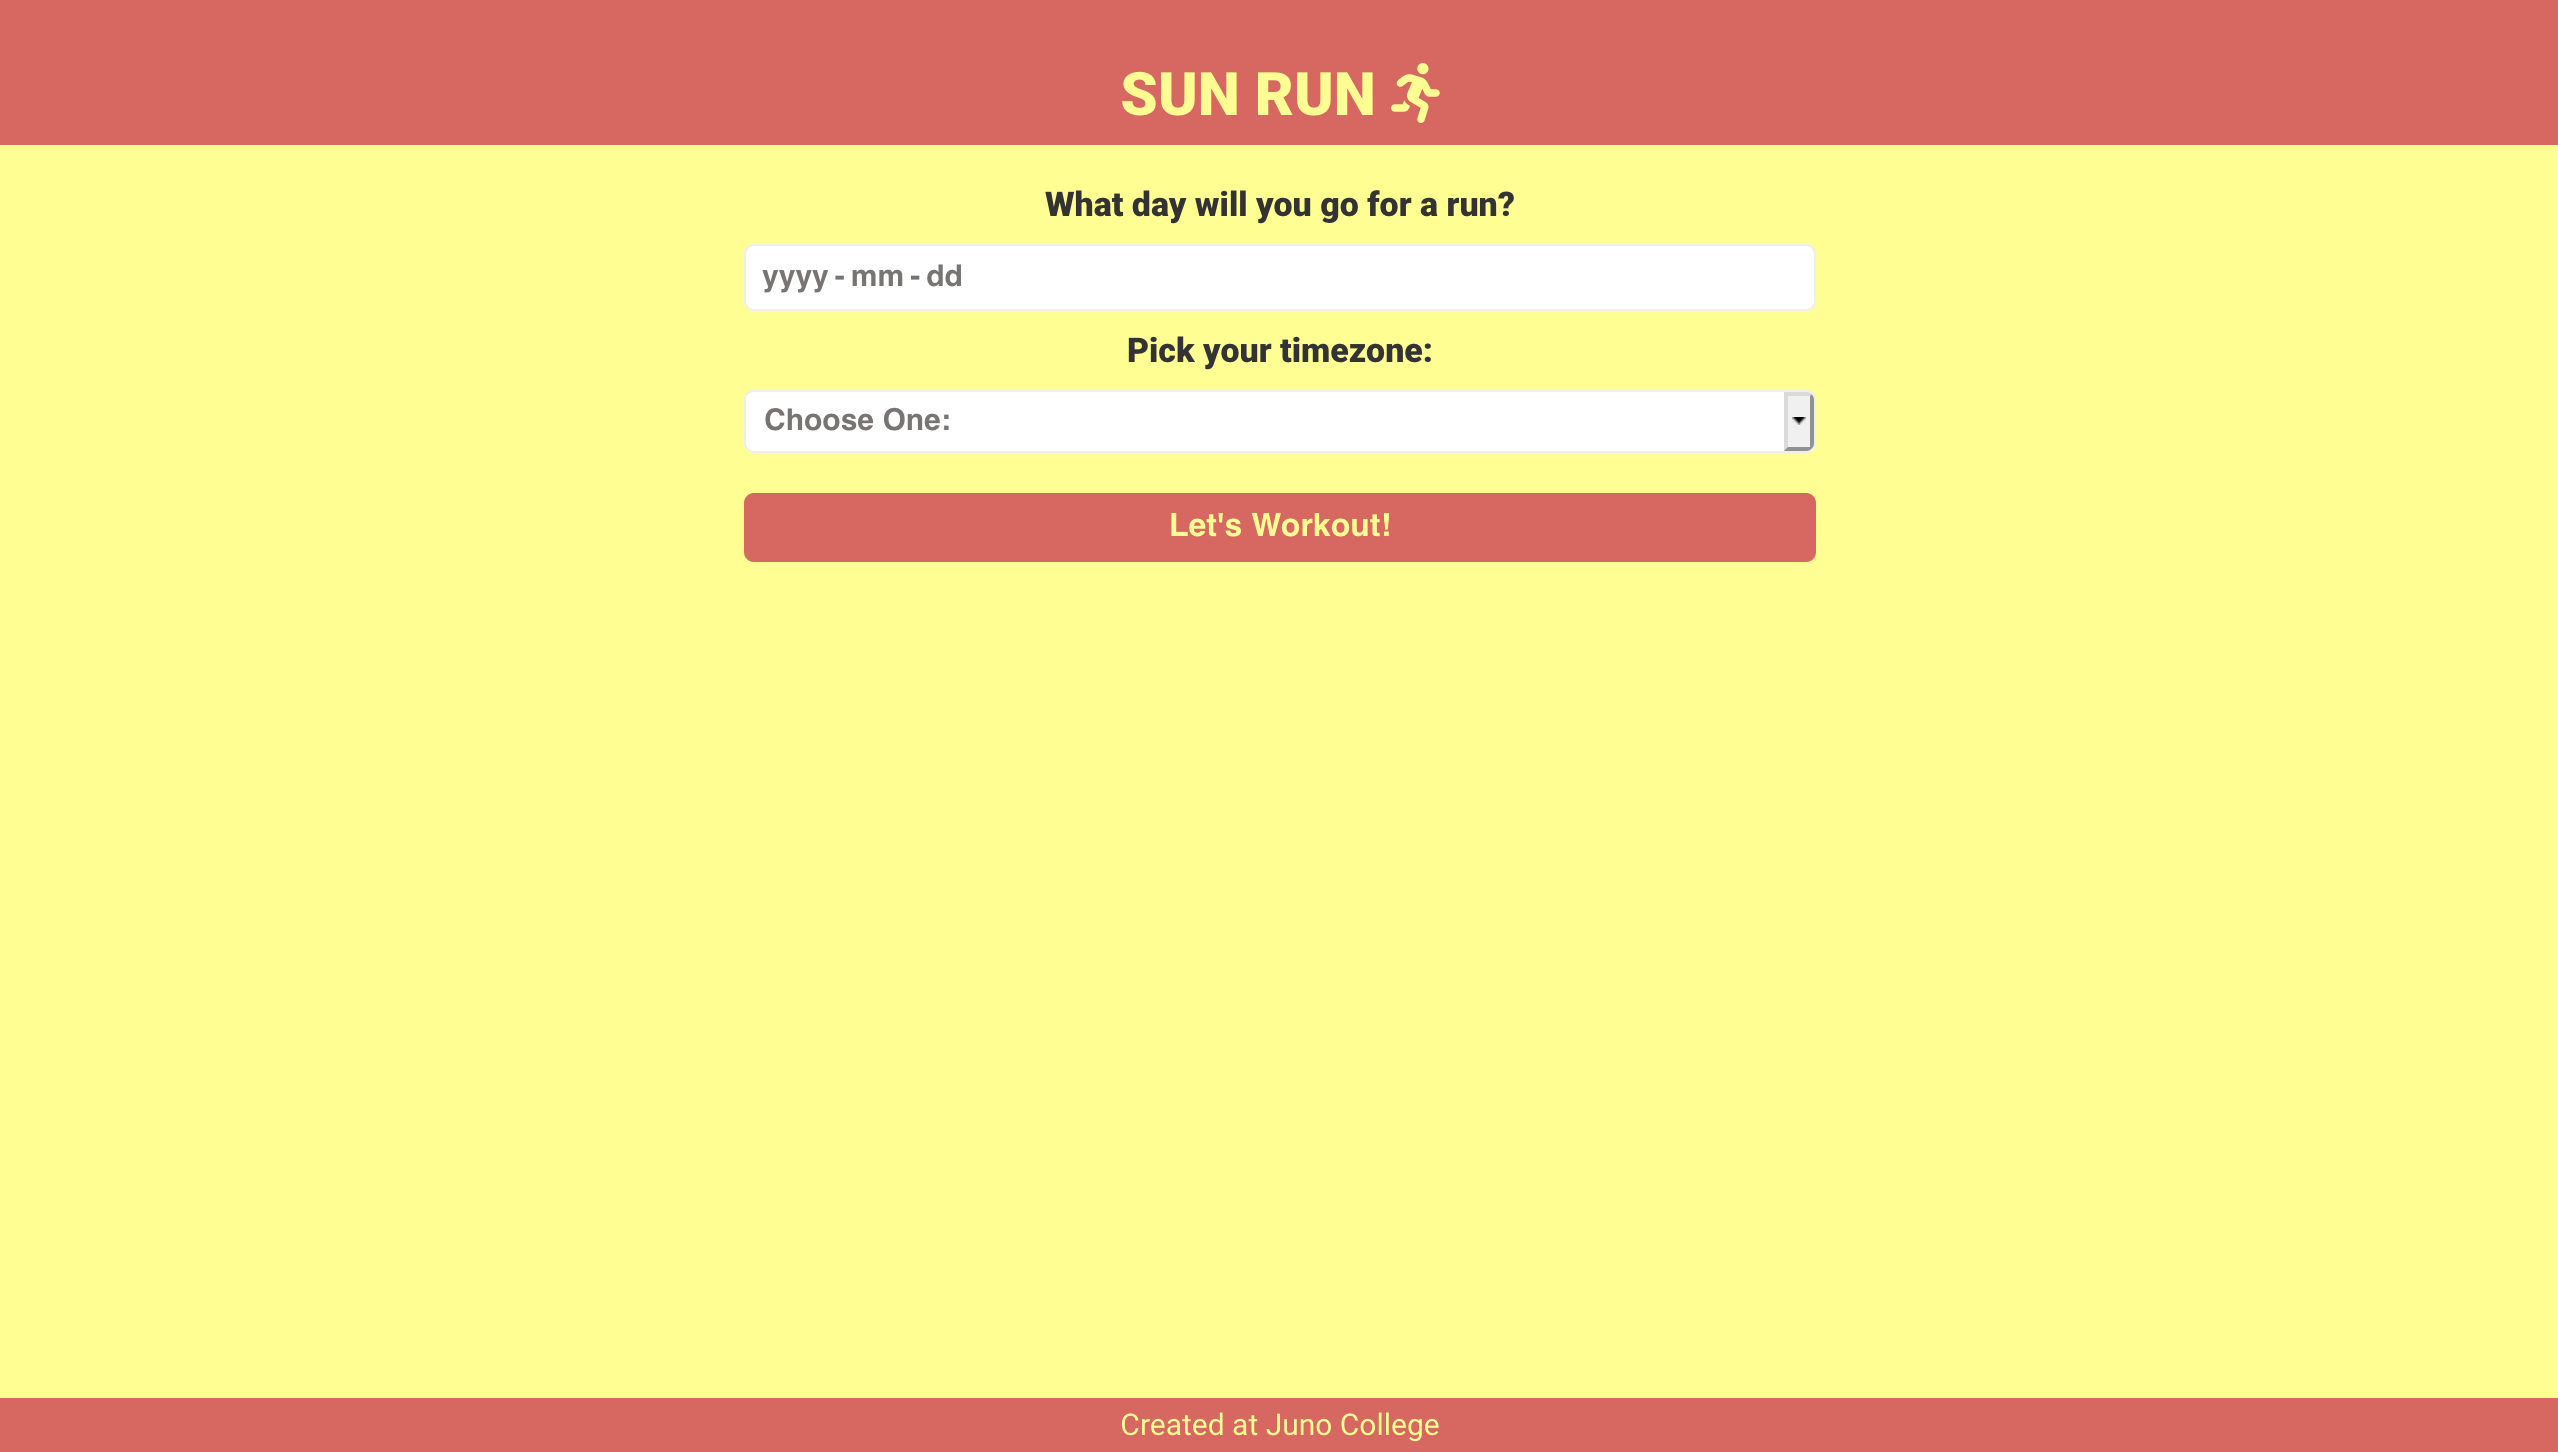 SUN RUN
What day will you go for a run?
yyyy - mm - dd
Pick your timezone:
Choose One:
Let's Workout!
Created at Juno College